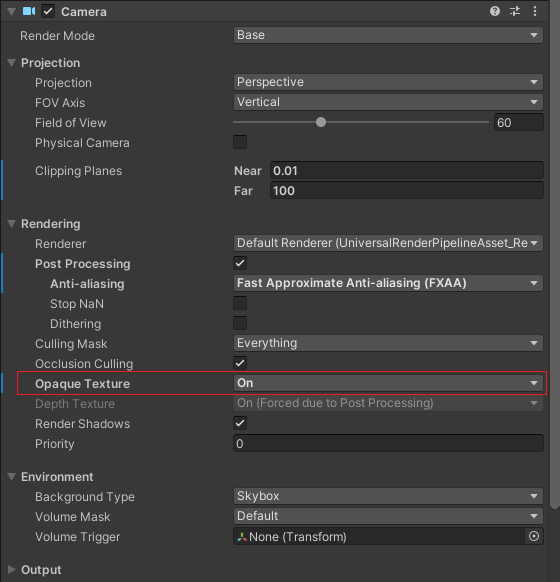 Camera
Render Mode Base
Projection
Projection Perspective
FOV Axis Vertical
Field of View 60
Physical Camera
Clipping Planes Near 0.01
Far 100
Rendering
Renderer Default Renderer (UniversalRenderPipelineAsset_Re
Post Processing
Anti-aliasing Fast Approximate Anti-aliasing (FXAA)
Stop NaN
Dithering
Culling Mask Everything
Occlusion Culling
Opaque Texture On
Depth Texture On (Forced due to Post Processing)
Render Shadows
Priority 0
Environment
Background Type Skybox
Volume Mask Default
Volume Trigger None (Transform)
Output